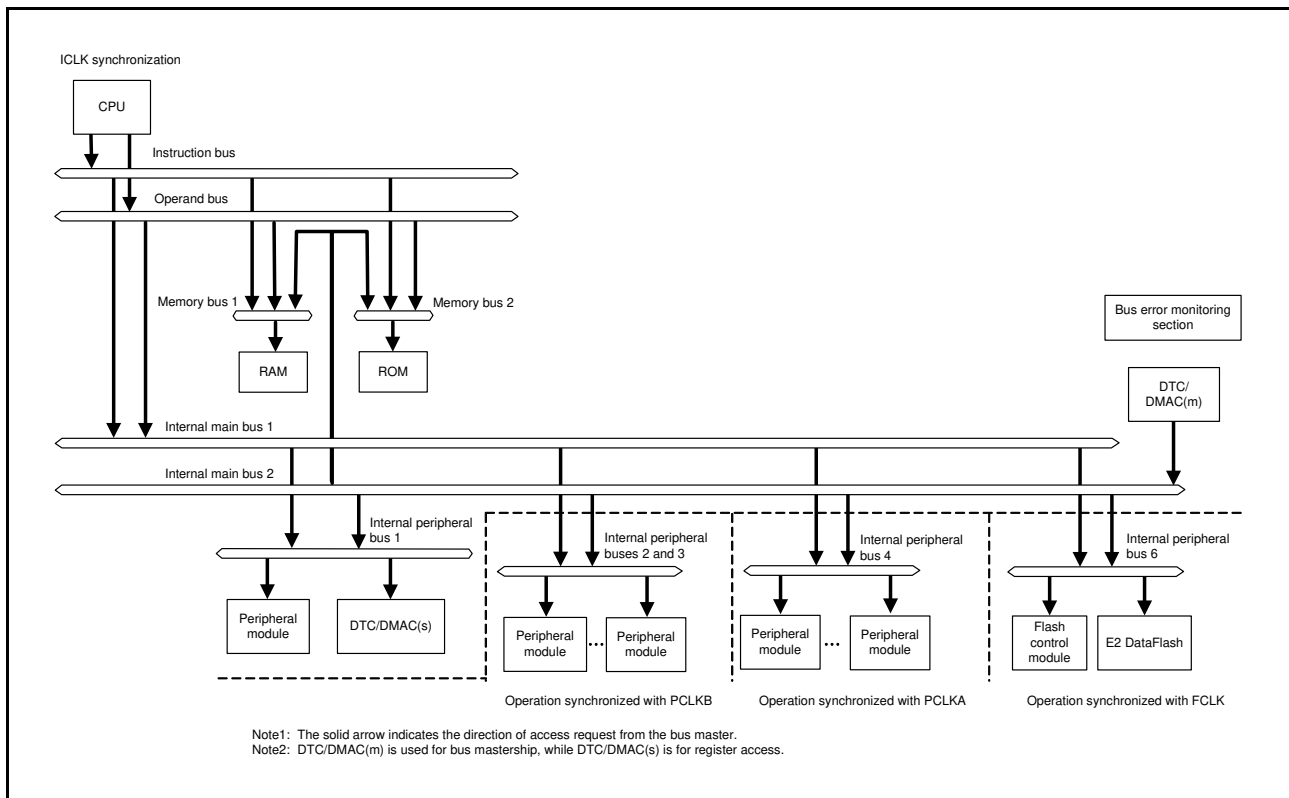 ICLK synchronization
CPU
Instruction bus
Operand bus
Memory bus 1
Memory bus 2
RAM
ROM
Bus error monitoring
section
DTC/
DMAC(m)
Internal main bus 1
Internal main bus 2
Internal peripheral
bus 1
Internal peripheral
buses 2 and 3
Internal peripheral
bus 4
Internal peripheral
bus 6
Peripheral
module
DTC/DMAC(s)
Peripheral
module
...
Peripheral
module
Peripheral
module
...
Peripheral
module
Flash
control
module
E2 DataFlash
Operation synchronized with PCLKB
Operation synchronized with PCLKA
Operation synchronized with FCLK
Note1: The solid arrow indicates the direction of access request from the bus master.
Note2: DTC/DMAC(m) is used for bus mastership, while DTC/DMAC(s) is for register access.